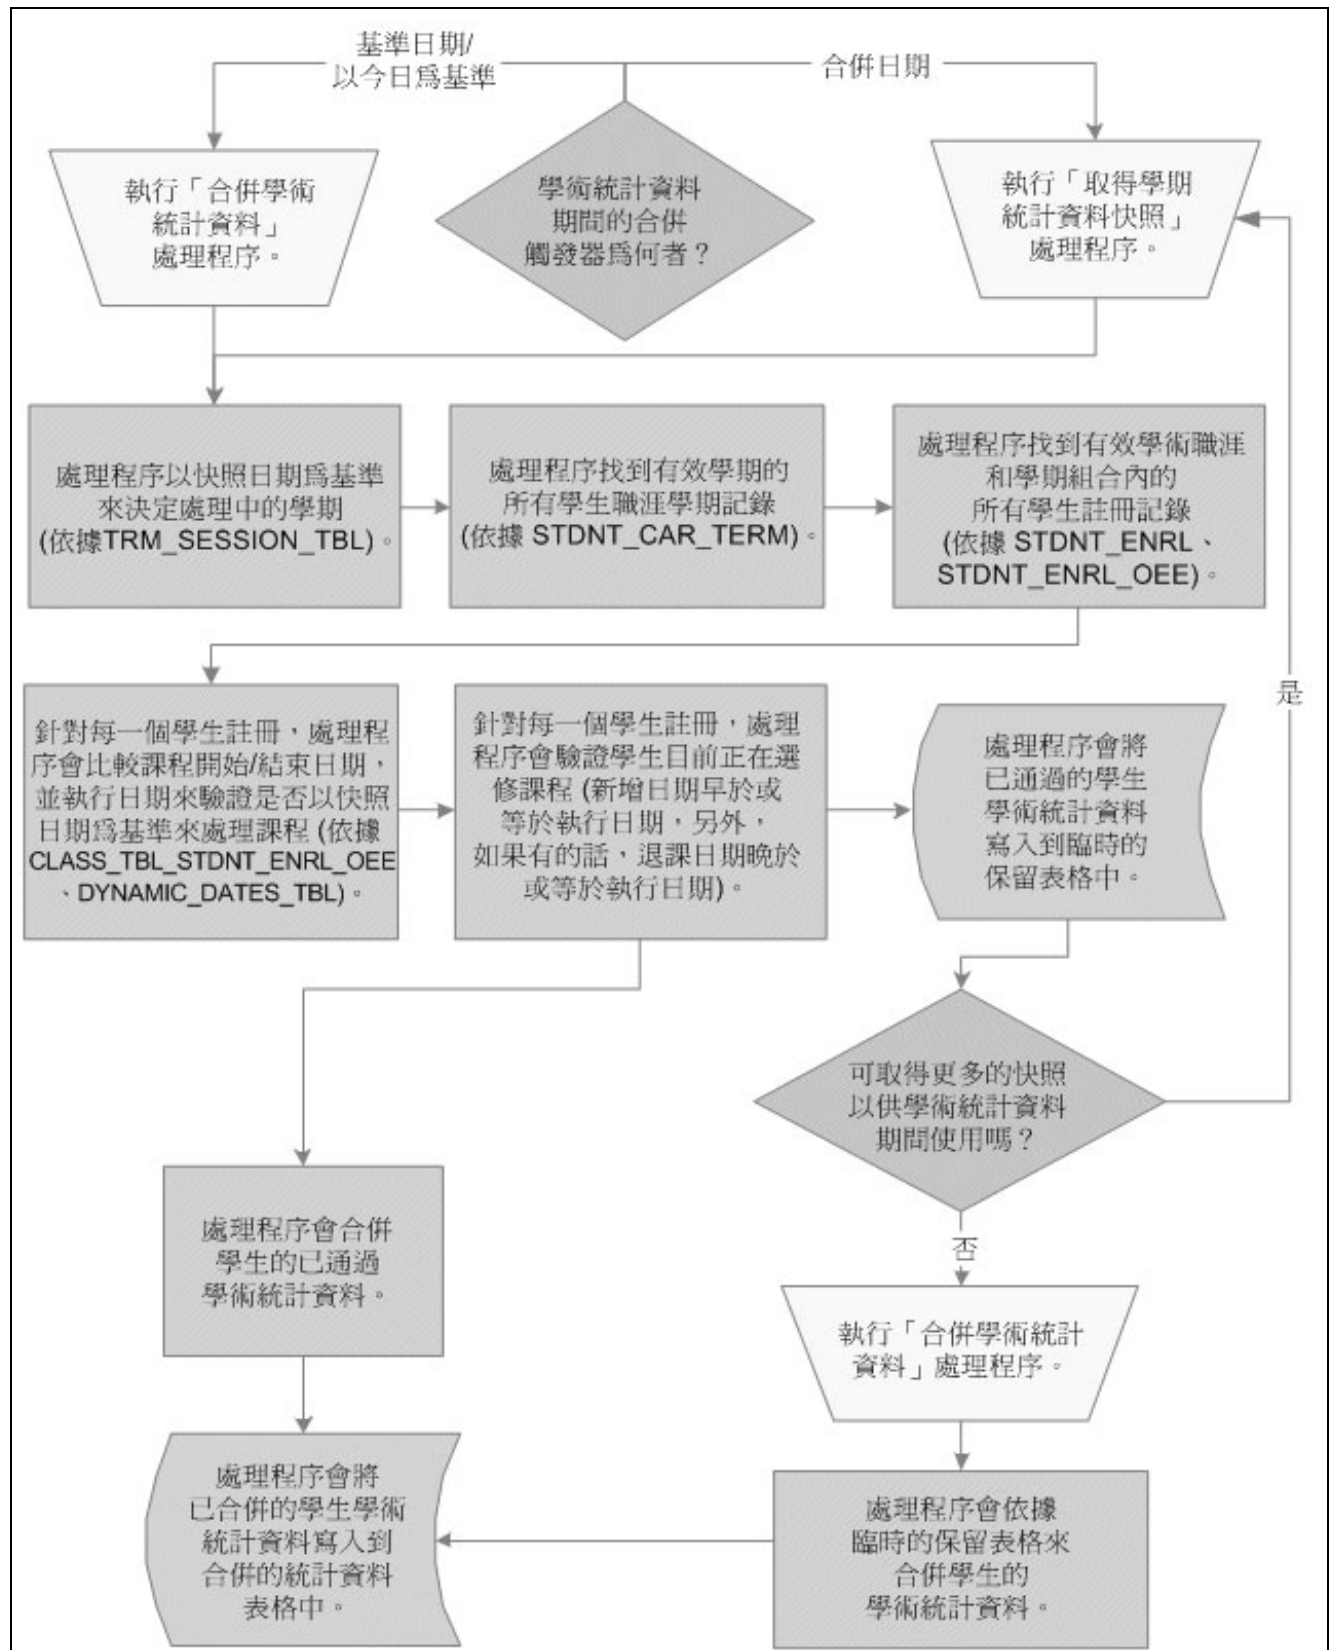 基準日期/
以今日爲基準
合併日期
執行「合併學術
統計資料」
處理程序。
學術統計資料
期間的合併
觸發器爲何者？
執行「取得學期
統計資料快照」
處理程序。
處理程序以快照日期爲基準
來決定處理中的學期
(依據TRM_SESSION_TBL)。
處理程序找到有效學期的
所有學生職涯學期記錄
(依據 STDNT_CAR_TERM)。
處理程序找到有效學術職涯
和學期組合內的
所有學生註冊記錄
(依據 STDNT_ENRL、
STDNT_ENRL_OEE)。
是
針對每一個學生註冊，處理程
序會比較課程開始/結束日期，
並執行日期來驗證是否以快照
日期爲基準來處理課程 (依據
CLASS_TBL_STDNT_ENRL_OEE
、DYNAMIC_DATES_TBL)。
針對每一個學生註冊，處理
程序會驗證學生目前正在選
修課程 (新增日期早於或
等於執行日期，另外，
如果有的話，退課日期晚於
或等於執行日期)。
處理程序會將
已通過的學生
學術統計資料
寫入到臨時的
保留表格中。
可取得更多的快照
以供學術統計資料
期間使用嗎？
處理程序會合併
學生的已通過
學術統計資料。
否
執行「合併學術統計
資料」處理程序。
處理程序會將
已合併的學生學術
統計資料寫入到
合併的統計資料
表格中。
處理程序會依據
臨時的保留表格來
合併學生的
學術統計資料。